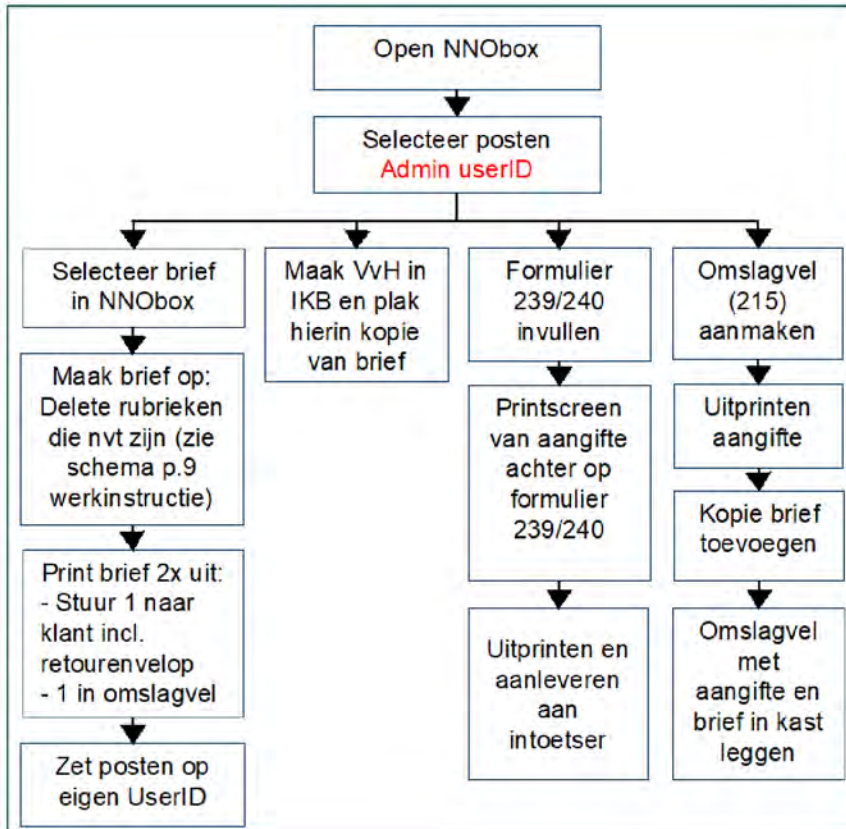 Open NNObox
Selecteer posten
Admin userID
Selecteer brief
in NNObox
Maak brief op:
Delete rubrieken
die nvt zijn (zie
schema p.9
werkinstructie)
Print brief 2x uit:
- Stuur 1 naar
klant incl.
retourenvelop
- 1 in omslagvel
Zet posten op
eigen UserID
Maak VvH in
IKB en plak
hierin kopie
van brief
Formulier
239/240
invullen
Printscreen
van aangifte
achter op
formulier
239/240
Uitprinten en
aanleveren
aan
intoetser
Omslagvel
(215)
aanmaken
Uitprinten
aangifte
Kopie brief
toevoegen
Omslagvel
met
aangifte en
brief in kast
leggen